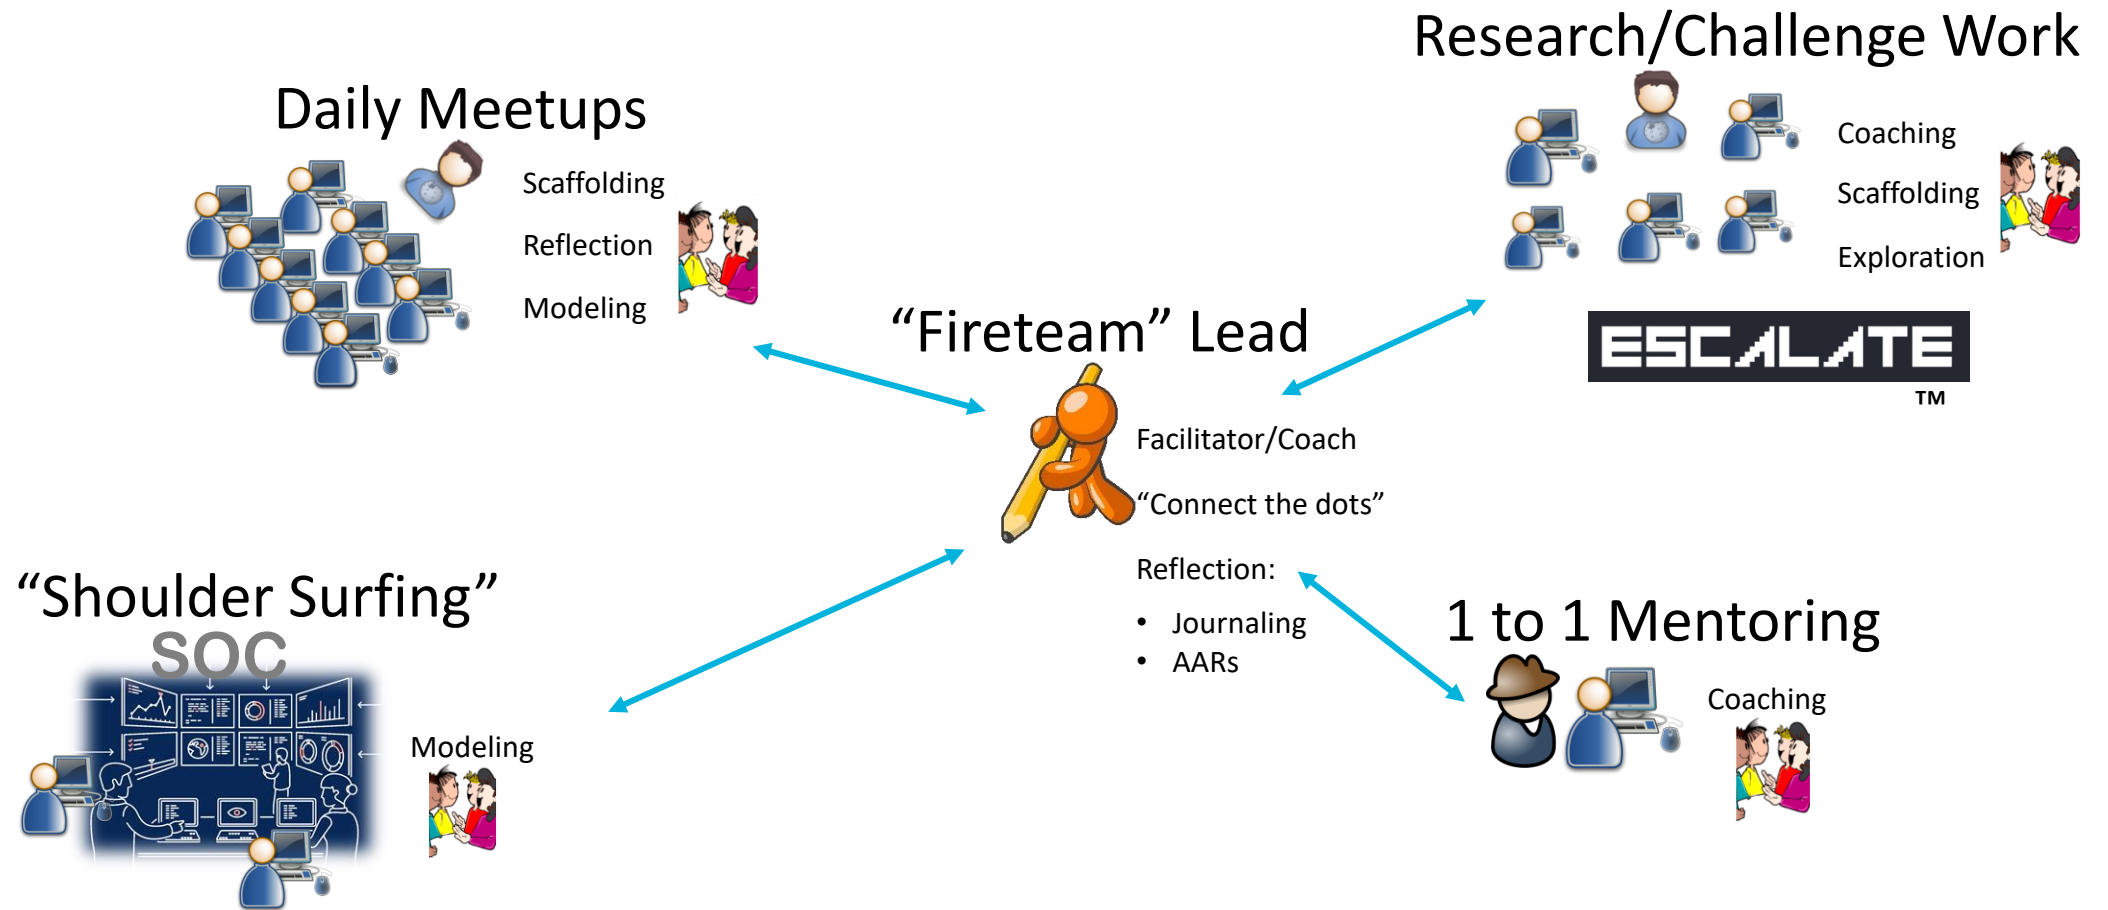 Research/Challenge Work
Coaching
Scaffolding
Exploration
ESCALATE
TM
Daily Meetups
Scaffolding
Reflection
Modeling
“Fireteam” Lead
Facilitator/Coach
“Connect the dots”
Reflection:
• Journaling
• AARs
“Shoulder Surfing”
SOC
Modeling
1 to 1 Mentoring
Coaching